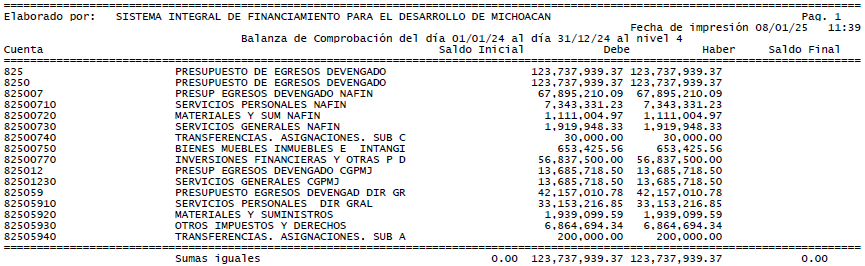 ====================================================================================================
Elaborado por: SISTEMA INTEGRAL DE FINANCIAMIENTO PARA EL DESARROLLO DE MICHOACAN Pag. 1
Fecha de impresión 08/01/25 11:39
Balanza de Comprobación del día 01/01/24 al día 31/12/24 al nivel 4
Cuenta Saldo Inicial Debe Haber Saldo Final
====================================================================================================
825 PRESUPUESTO DE EGRESOS DEVENGADO 123,737,939.37 123,737,939.37
8250 PRESUPUESTO DE EGRESOS DEVENGADO 123,737,939.37 123,737,939.37
825007 PRESUP EGRESOS DEVENGADO NAFIN 67,895,210.09 67,895,210.09
82500710 SERVICIOS PERSONALES NAFIN 7,343,331.23 7,343,331.23
82500720 MATERIALES Y SUM NAFIN 1,111,004.97 1,111,004.97
82500730 SERVICIOS GENERALES NAFIN 1,919,948.33 1,919,948.33
82500740 TRANSFERENCIAS. ASIGNACIONES. SUB C 30,000.00 30,000.00
82500750 BIENES MUEBLES INMUEBLES E INTANGI 653,425.56 653,425.56
82500770 INVERSIONES FINANCIERAS Y OTRAS P D 56,837,500.00 56,837,500.00
825012 PRESUP EGRESOS DEVENGADO CGPMJ 13,685,718.50 13,685,718.50
82501230 SERVICIOS GENERALES CGPMJ 13,685,718.50 13,685,718.50
825059 PRESUPUESTO EGRESOS DEVENGAD DIR GR 42,157,010.78 42,157,010.78
82505910 SERVICIOS PERSONALES DIR GRAL 33,153,216.85 33,153,216.85
82505920 MATERIALES Y SUMINISTROS 1,939,099.59 1,939,099.59
82505930 OTROS IMPUESTOS Y DERECHOS 6,864,694.34 6,864,694.34
82505940 TRANSFERENCIAS. ASIGNACIONES. SUB A 200,000.00 200,000.00
====================================================================================================
Sumas iguales 0.00 123,737,939.37 123,737,939.37 0.00